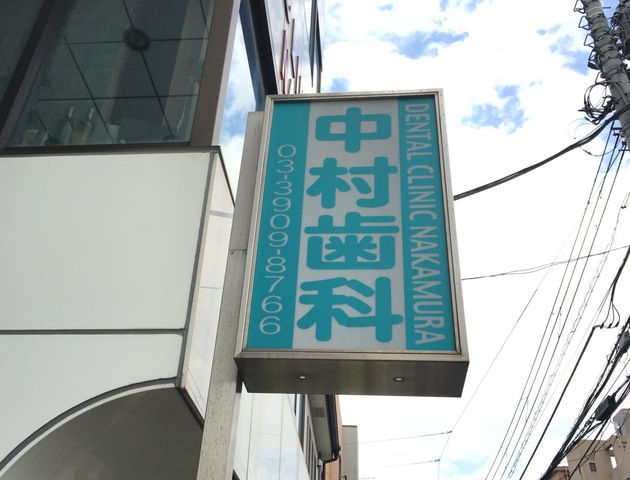 DENTAL CLINIC NAKAMURA
中村歯科
03-3909-8766